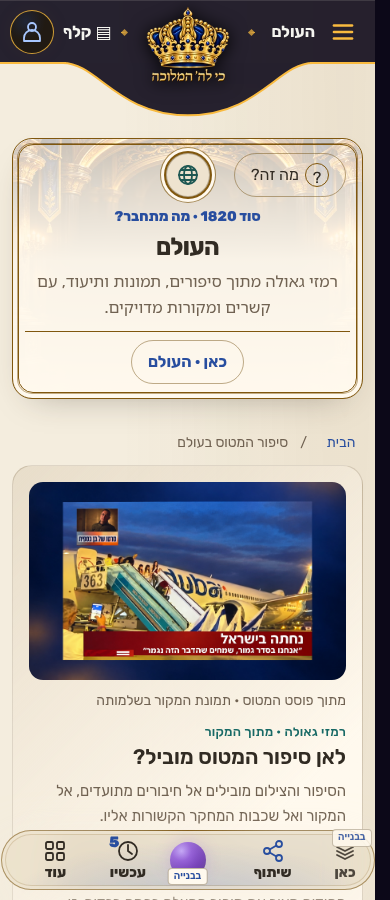 העולם
קלף
כי לה' המלוכה
מה זה?
סוד 1820 • מה מתחבר?
העולם
רמזי גאולה מתוך סיפורים, תמונות ותיעוד, עם
קשרים ומקורות מדויקים.
כאן • העולם
הבית / סיפור המטוס בעולם
363
dubai
נחתה בישראל
"אנחנו בסדר גמור, שמחים שהדבר הזה נגמר"
מתוך פוסט המטוס • תמונת המקור בשלמותה
רמזי גאולה • מתוך המקור
לאן סיפור המטוס מוביל?
הסיפור והצילום מובילים אל חיבורים מתועדים, אל
המקור ואל שכבות המחקר הקשורות אליו.
בבנייה
כאן
שיתוף
בבנייה
5
עכשיו
עוד